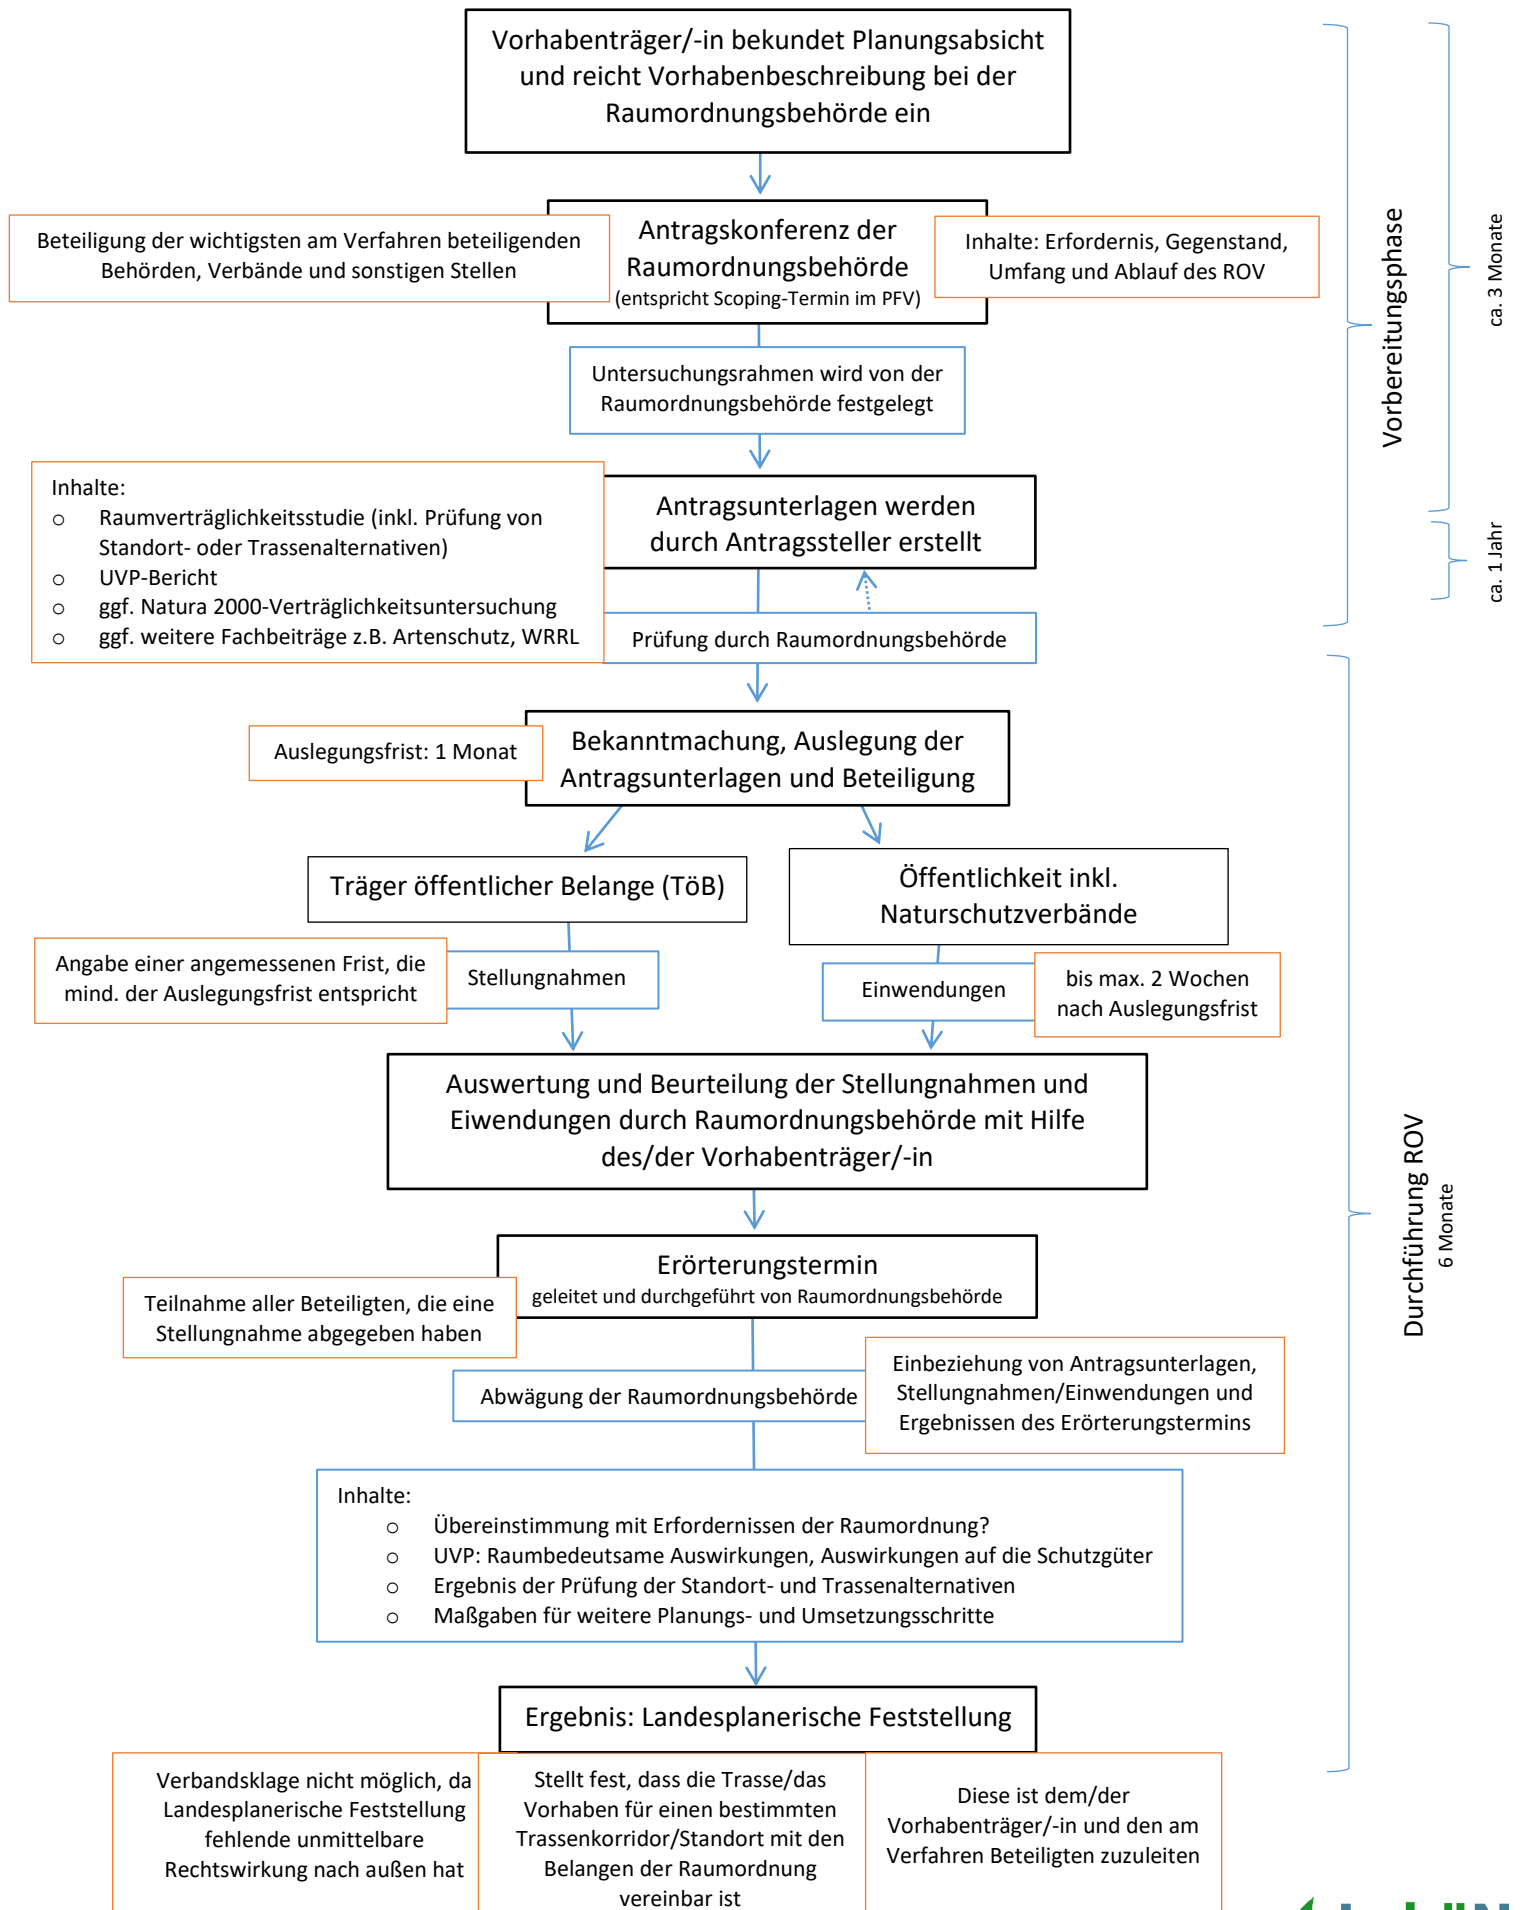 Vorhabenträger/-in bekundet Planungsabsicht
und reicht Vorhabenbeschreibung bei der
Raumordnungsbehörde ein
Beteiligung der wichtigsten am Verfahren beteiligenden
Behörden, Verbände und sonstigen Stellen
Antragskonferenz der
Raumordnungsbehörde
(entspricht Scoping-Termin im PFV)
Inhalte: Erfordernis, Gegenstand,
Umfang und Ablauf des ROV
Untersuchungsrahmen wird von der
Raumordnungsbehörde festgelegt
Vorbereitungsphase
ca. 3 Monate
Inhalte:
o Raumverträglichkeitsstudie (inkl. Prüfung von
Standort- oder Trassenalternativen)
o UVP-Bericht
o ggf. Natura 2000-Verträglichkeitsuntersuchung
o ggf. weitere Fachbeiträge z.B. Artenschutz, WRRL
Antragsunterlagen werden
durch Antragssteller erstellt
ca. 1 Jahr
Prüfung durch Raumordnungsbehörde
Auslegungsfrist: 1 Monat
Bekanntmachung, Auslegung der
Antragsunterlagen und Beteiligung
Träger öffentlicher Belange (TöB)
Öffentlichkeit inkl.
Naturschutzverbände
Angabe einer angemessenen Frist, die
mind. der Auslegungsfrist entspricht
Stellungnahmen
Einwendungen
bis max. 2 Wochen
nach Auslegungsfrist
Auswertung und Beurteilung der Stellungnahmen und
Eiwendungen durch Raumordnungsbehörde mit Hilfe
des/der Vorhabenträger/-in
Durchführung ROV
6 Monate
Erörterungstermin
geleitet und durchgeführt von Raumordnungsbehörde
Teilnahme aller Beteiligten, die eine
Stellungnahme abgegeben haben
Abwägung der Raumordnungsbehörde
Einbeziehung von Antragsunterlagen,
Stellungnahmen/Einwendungen und
Ergebnissen des Erörterungstermins
Inhalte:
o Übereinstimmung mit Erfordernissen der Raumordnung?
o UVP: Raumbedeutsame Auswirkungen, Auswirkungen auf die Schutzgüter
o Ergebnis der Prüfung der Standort- und Trassenalternativen
o Maßgaben für weitere Planungs- und Umsetzungsschritte
Ergebnis: Landesplanerische Feststellung
Verbandsklage nicht möglich, da
Landesplanerische Feststellung
fehlende unmittelbare
Rechtswirkung nach außen hat
Stellt fest, dass die Trasse/das
Vorhaben für einen bestimmten
Trassenkorridor/Standort mit den
Belangen der Raumordnung
vereinbar ist
Diese ist dem/der
Vorhabenträger/-in und den am
Verfahren Beteiligten zuzuleiten